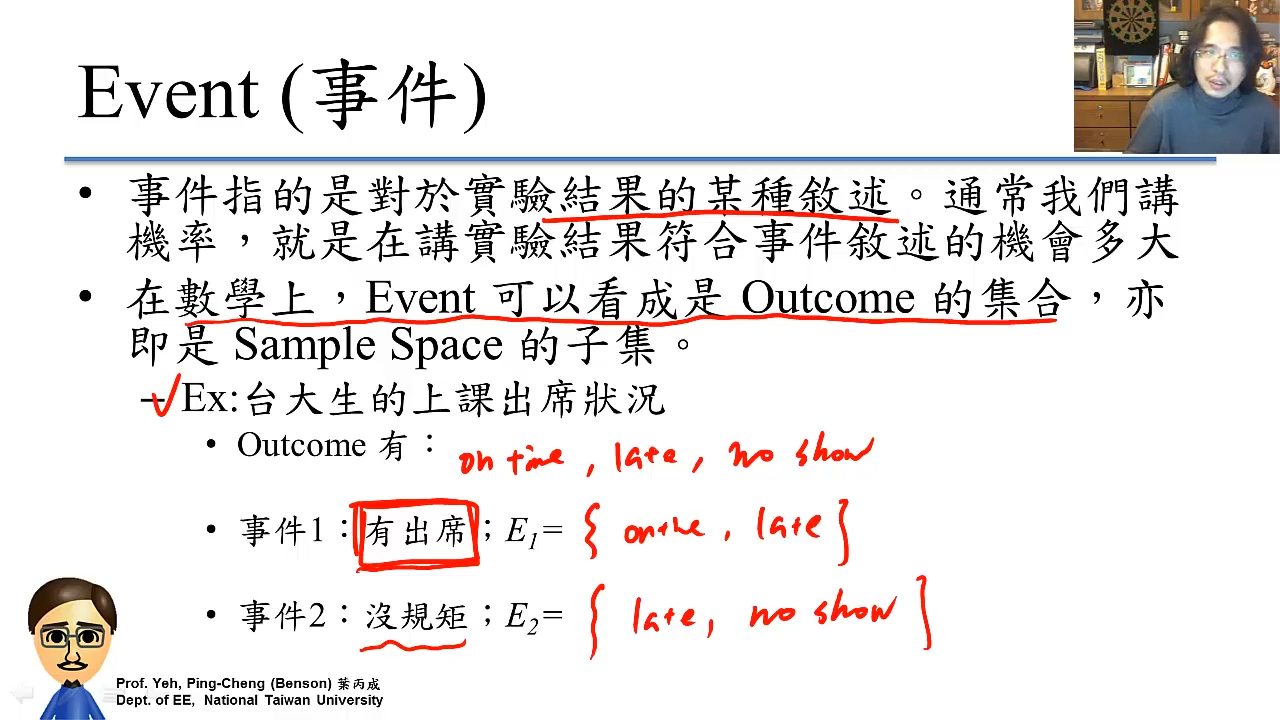 Event (事件)
• 事件指的是對於實驗結果的某種敘述。通常我們講
機率，就是在講實驗結果符合事件敘述的機會多大
• 在數學上，Event 可以看成是 Outcome 的集合，亦
即是 Sample Space 的子集。
– Ex:台大生的上課出席狀況
• Outcome 有： on time, late, no show
• 事件1：有出席；E1= { ontime, late }
• 事件2：沒規矩；E2= { late, no show }
Prof. Yeh, Ping-Cheng (Benson) 葉丙成
Dept. of EE, National Taiwan University